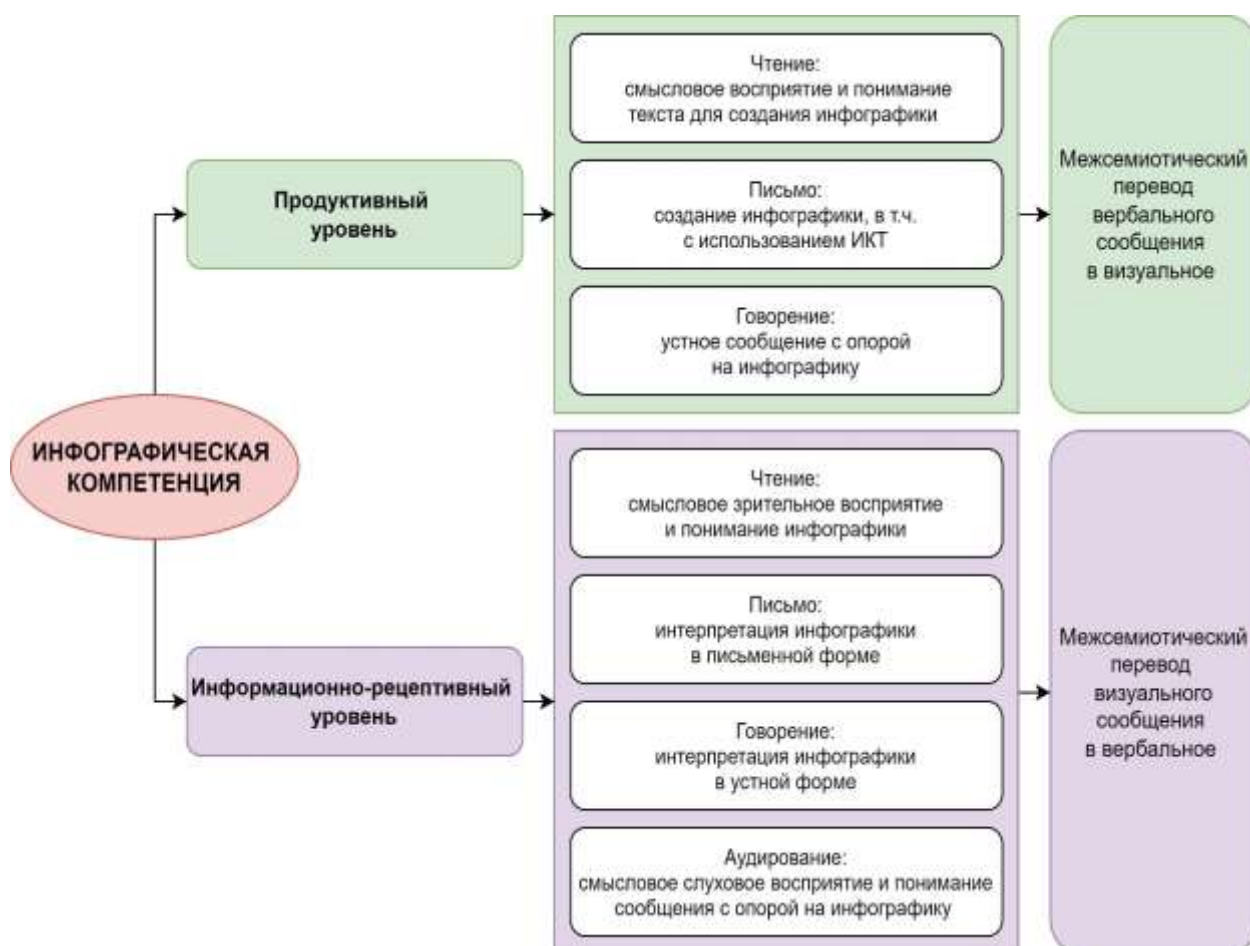 Чтение:
смысловое восприятие и понимание
текста для создания инфографики
Продуктивный
уровень
Письмо:
создание инфографики, в т.ч.
с использованием ИКТ
Говорение:
устное сообщение с опорой
на инфографику
Межсемиотический
перевод
вербального
сообщения
в визуальное
ИНФОГРАФИЧЕСКАЯ
КОМПЕТЕНЦИЯ
Информационно-рецептивный
уровень
Чтение:
смысловое зрительное восприятие
и понимание инфографики
Письмо:
интерпретация инфографики
в письменной форме
Говорение:
интерпретация инфографики
в устной форме
Аудирование:
смысловое слуховое восприятие и понимание
сообщения с опорой на инфографику
Межсемиотический
перевод
визуального
сообщения
в вербальное